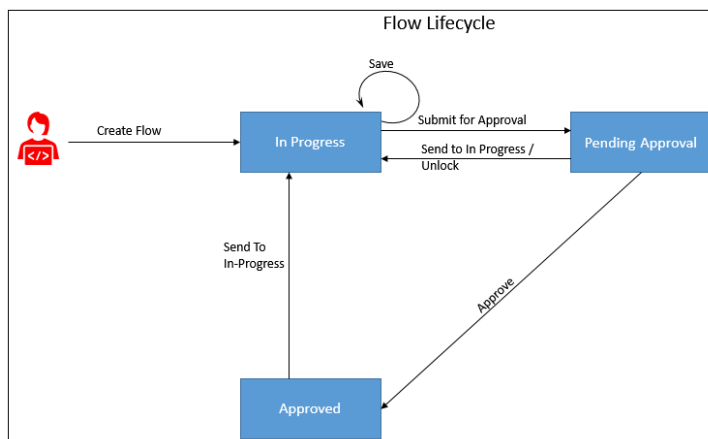 Flow Lifecycle
Save
Create Flow
In Progress
Submit for Approval
Send to In Progress /
Unlock
Pending Approval
Send To
In-Progress
Approve
Approved